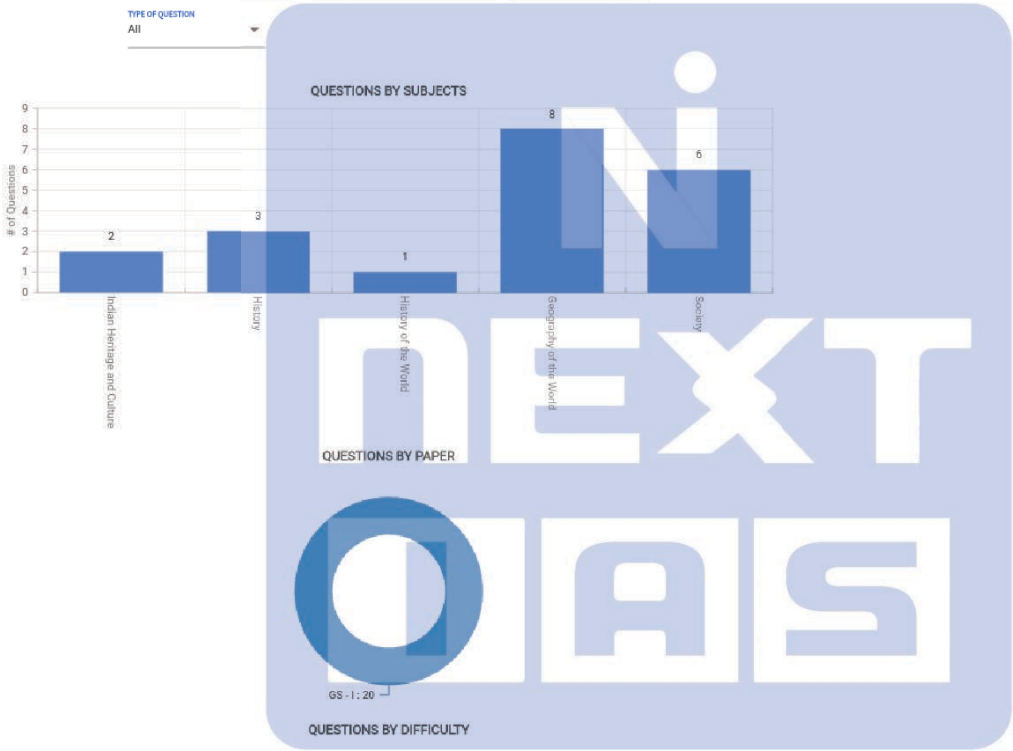 TYPE OF QUESTION
All
QUESTIONS BY SUBJECTS
# of Questions
9
8
7
6
5
4
3
2
1
0
2
3
1
8
6
Indian Heritage and Culture
History
History of the World
Geography of the World
Society
QUESTIONS BY PAPER
GS - I : 20
QUESTIONS BY DIFFICULTY
N
NEXT
IAS